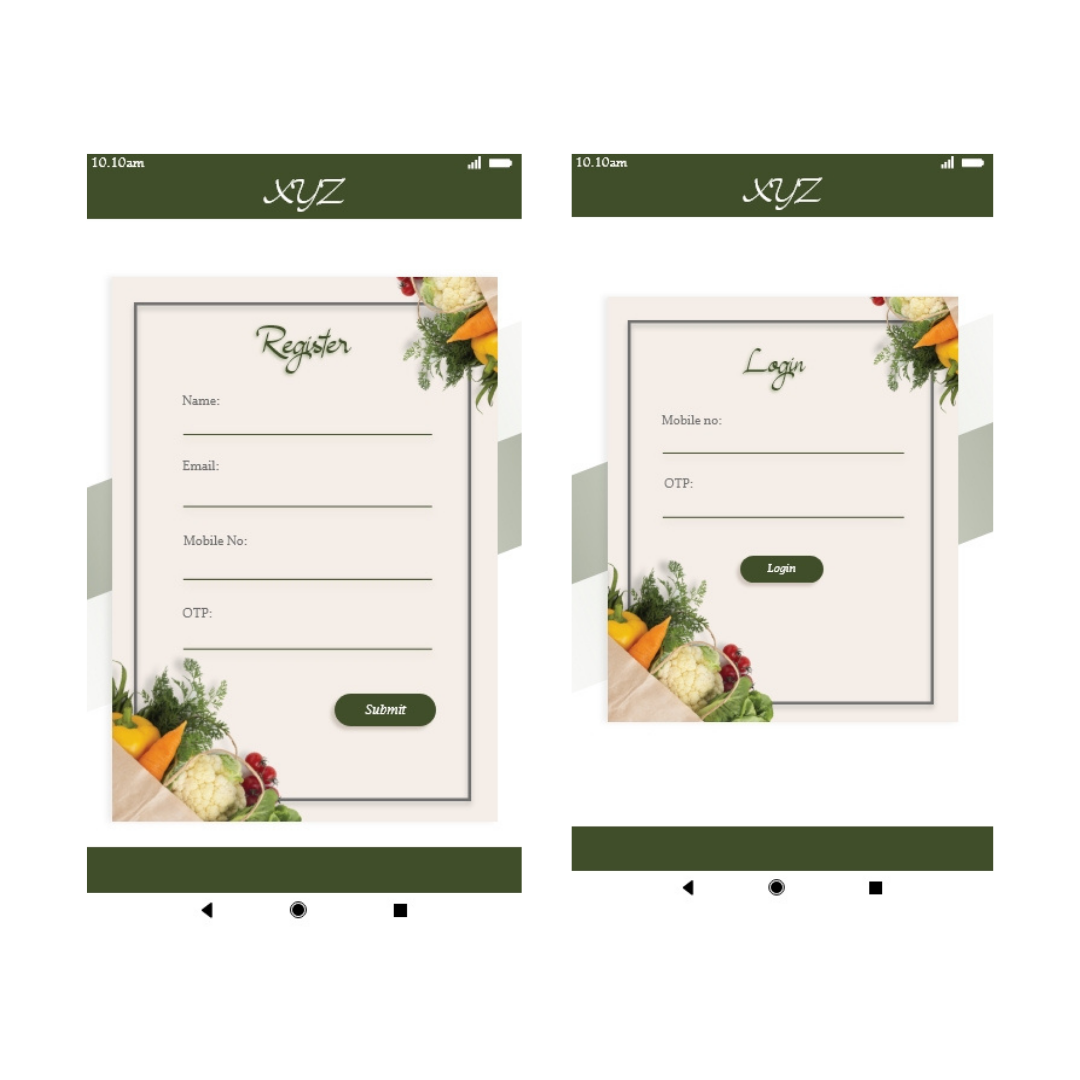 10.10am
XYZ
Register
Name:
Email:
Mobile No:
OTP:
Submit
10.10am
XYZ
Login
Mobile no:
OTP:
Login